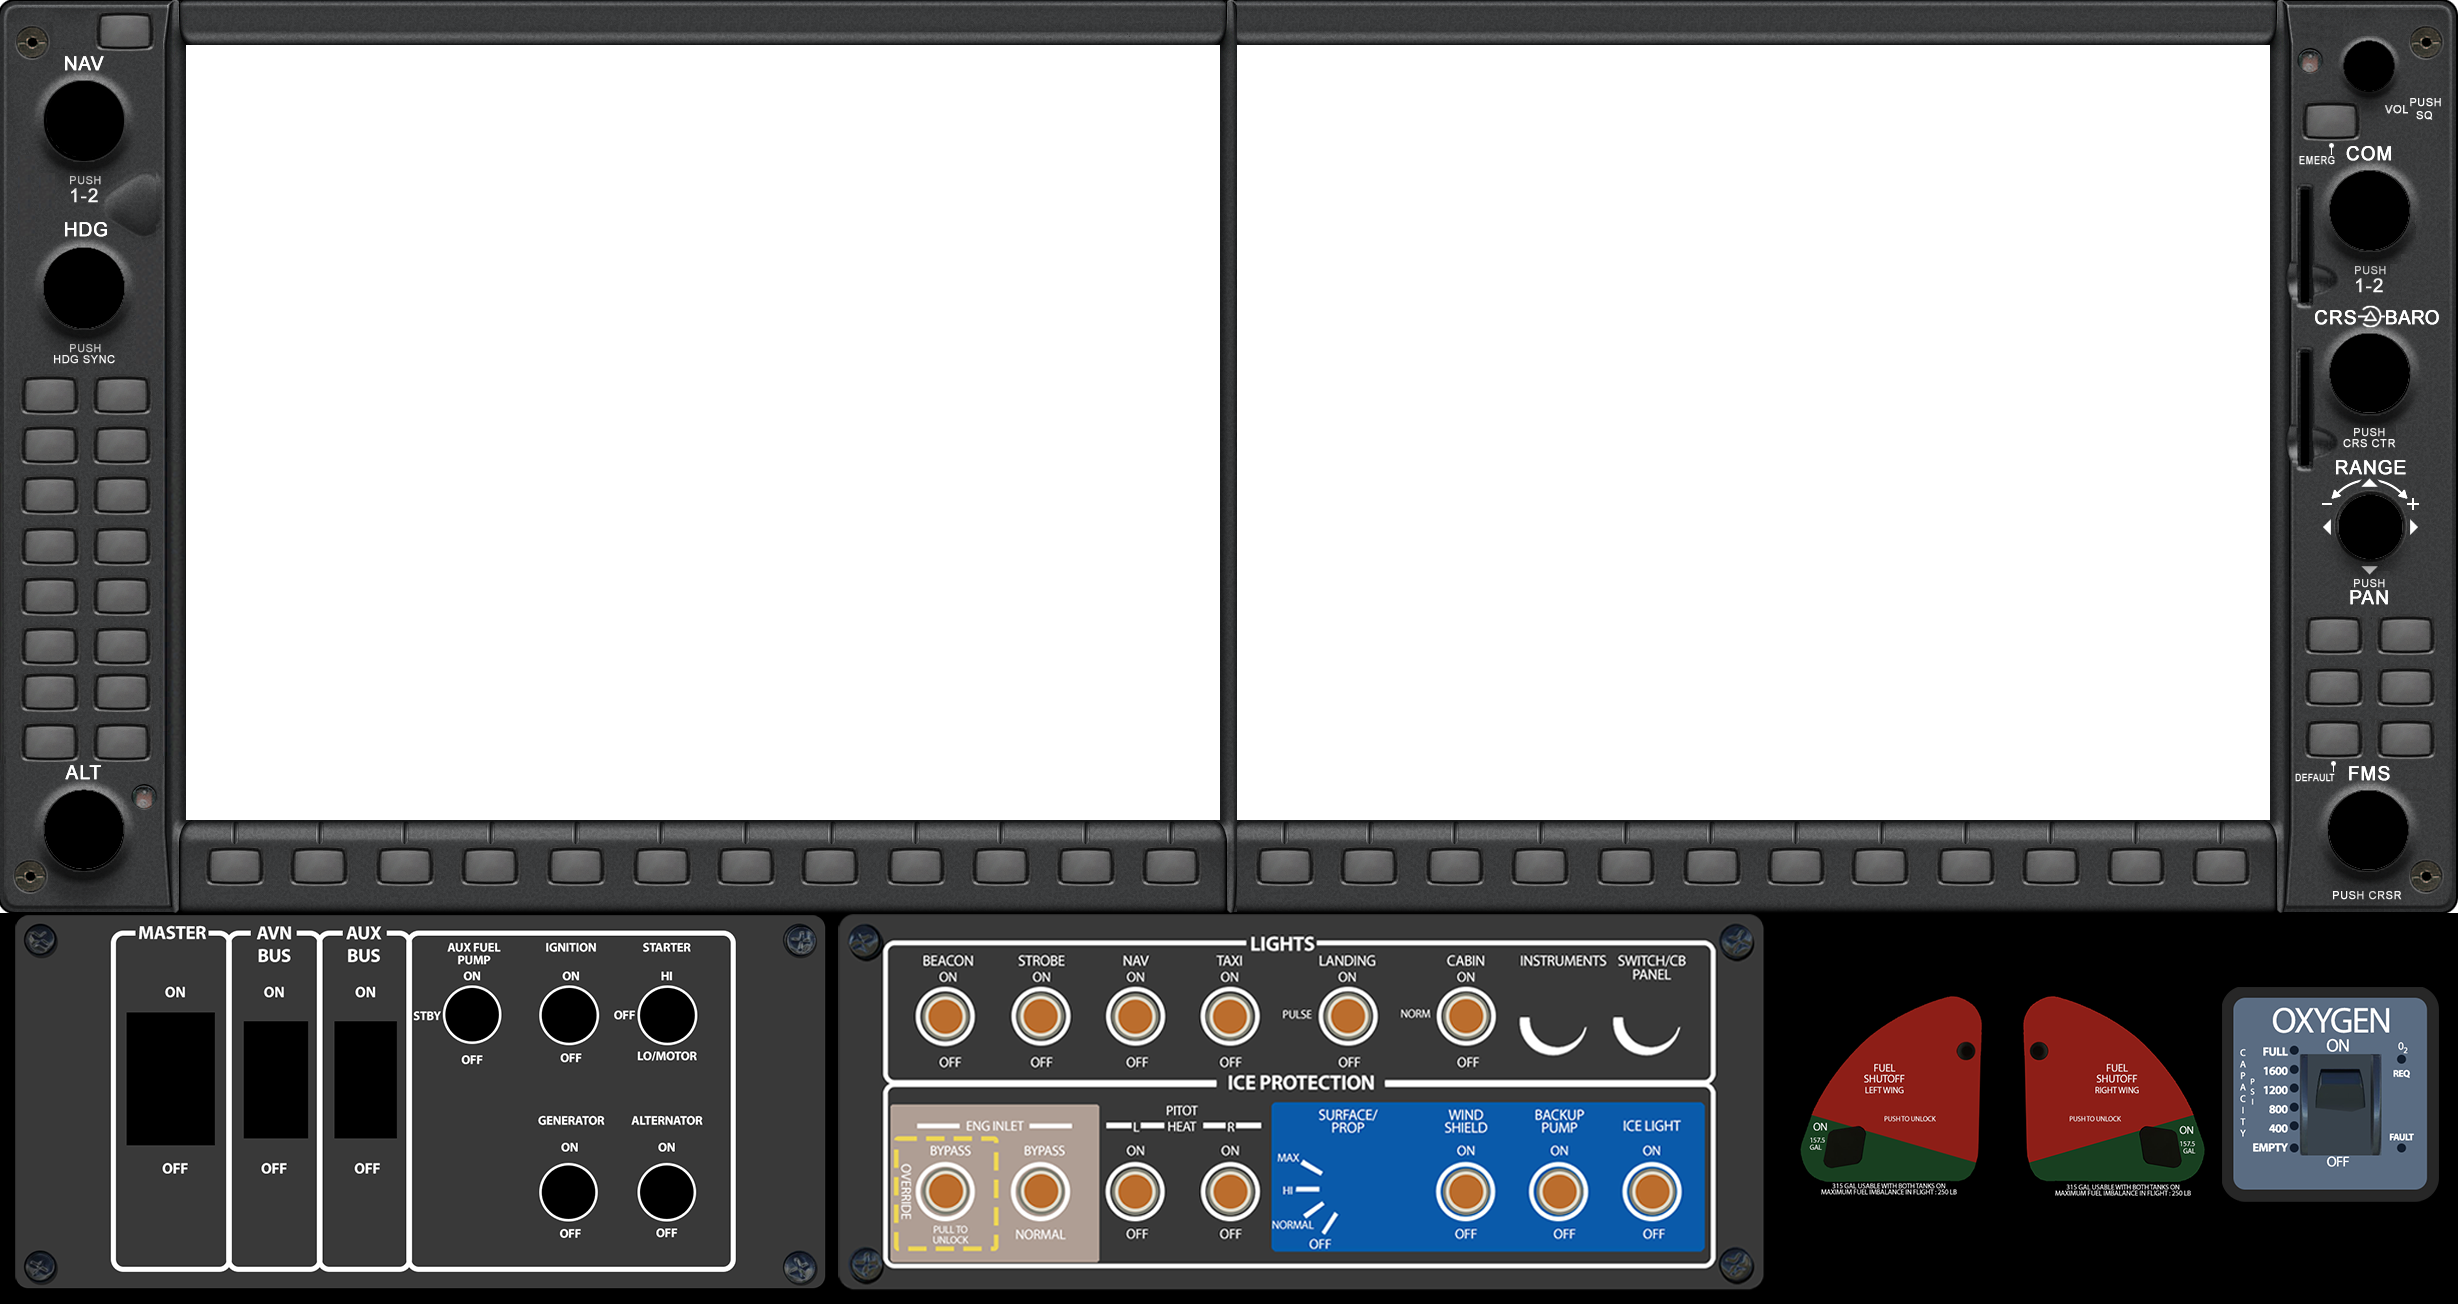 NAV
PUSH
1-2
HDG
PUSH
HDG SYNC
ALT
VOL PUSH
SQ
EMERG
COM
PUSH
1-2
CRS BARO
PUSH
CRS CTR
RANGE
− +
PUSH
PAN
DEFAULT
FMS
PUSH CRSR
MASTER
ON
OFF
AVN
BUS
ON
OFF
AUX
BUS
ON
OFF
AUX FUEL
PUMP
ON
STBY
OFF
IGNITION
ON
OFF
STARTER
HI
OFF
LO/MOTOR
GENERATOR
ON
OFF
ALTERNATOR
ON
OFF
LIGHTS
BEACON
ON
OFF
STROBE
ON
OFF
NAV
ON
OFF
TAXI
ON
OFF
LANDING
ON
PULSE
OFF
CABIN
ON
NORM
OFF
INSTRUMENTS
SWITCH/CB
PANEL
ICE PROTECTION
ENG INLET
BYPASS
OVERRIDE
PULL TO
UNLOCK
BYPASS
NORMAL
PITOT
L HEAT R
ON
OFF
ON
OFF
SURFACE/
PROP
MAX
HI
NORMAL
OFF
WIND
SHIELD
ON
OFF
BACKUP
PUMP
ON
OFF
ICE LIGHT
ON
OFF
FUEL
SHUTOFF
LEFT WING
PUSH TO UNLOCK
ON
157.5
GAL
315 GAL USABLE WITH BOTH TANKS ON
MAXIMUM FUEL IMBALANCE IN FLIGHT : 250 LB
FUEL
SHUTOFF
RIGHT WING
PUSH TO UNLOCK
ON
157.5
GAL
315 GAL USABLE WITH BOTH TANKS ON
MAXIMUM FUEL IMBALANCE IN FLIGHT : 250 LB
OXYGEN
ON
OFF
CAPACITY
PSI
FULL
1600
1200
800
400
EMPTY
O2
REQ
FAULT